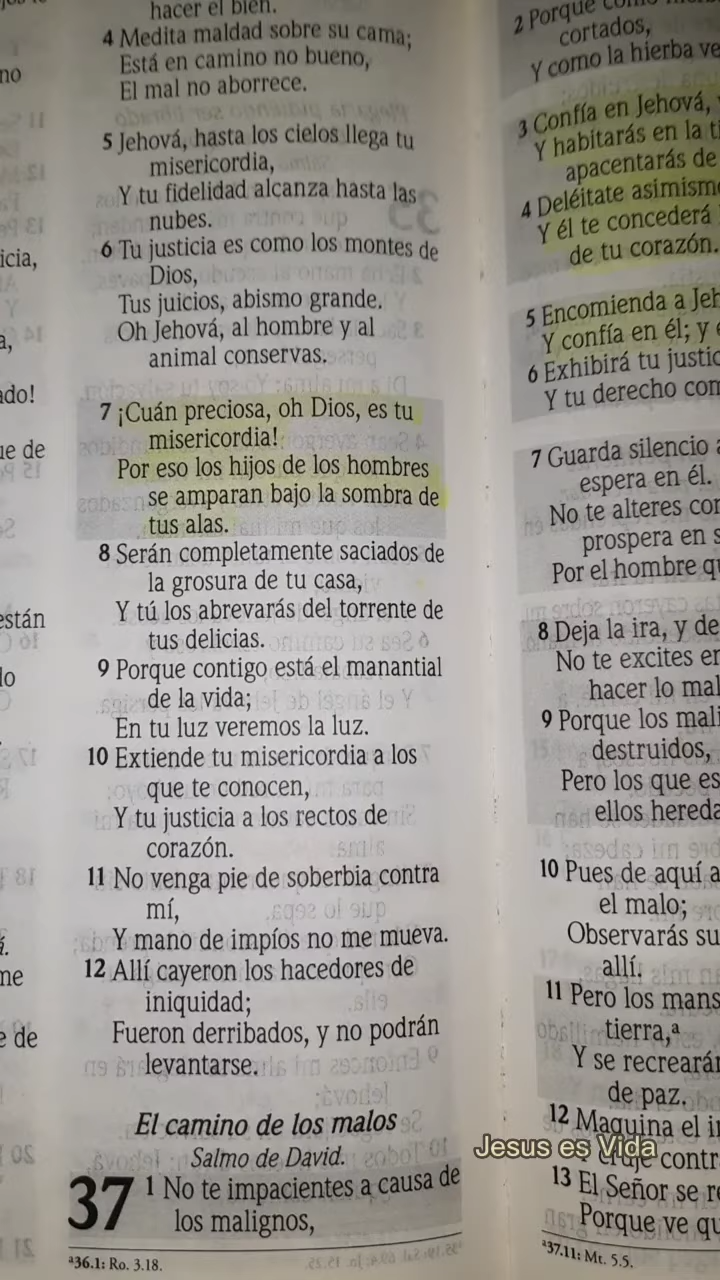 hacer el bien.
4 Medita maldad sobre su cama;
Está en camino no bueno,
El mal no aborrece.
5 Jehová, hasta los cielos llega tu
misericordia,
Y tu fidelidad alcanza hasta las
nubes.
6 Tu justicia es como los montes de
Dios,
Tus juicios, abismo grande.
Oh Jehová, al hombre y al
animal conservas.
7 ¡Cuán preciosa, oh Dios, es tu
misericordia!
Por eso los hijos de los hombres
se amparan bajo la sombra de
tus alas.
8 Serán completamente saciados de
la grosura de tu casa,
Y tú los abrevarás del torrente de
tus delicias.
9 Porque contigo está el manantial
de la vida;
En tu luz veremos la luz.
10 Extiende tu misericordia a los
que te conocen,
Y tu justicia a los rectos de
corazón.
11 No venga pie de soberbia contra
mí,
Y mano de impíos no me mueva.
12 Allí cayeron los hacedores de
iniquidad;
Fueron derribados, y no podrán
levantarse.
El camino de los malos
Salmo de David.
37 1 No te impacientes a causa de
los malignos,
a36.1: Ro. 3.18.
2 Porque como
cortados,
Y como la hierba
3 Confía en Jehová,
Y habitarás en la
apacentarás de
4 Deléitate
Y él te concederá
de tu corazón.
5 Encomienda a
Y confía en él; y
6 Exhibirá tu
Y tu derecho
7 Guarda silencio
espera en él.
No te alteres
prospera en
Por el hombre
8 Deja la ira, y
No te excites
hacer lo
9 Porque los
destruidos,
Pero los que
ellos
10 Pues de aquí a
el malo;
Observarás su
allí.
11 Pero los
tierra,a
Y se
de paz.
12 Maquina el
Y cruje
13 El Señor se
Porque ve
a37.11: Mt. 5.5.
Jesus es Vida